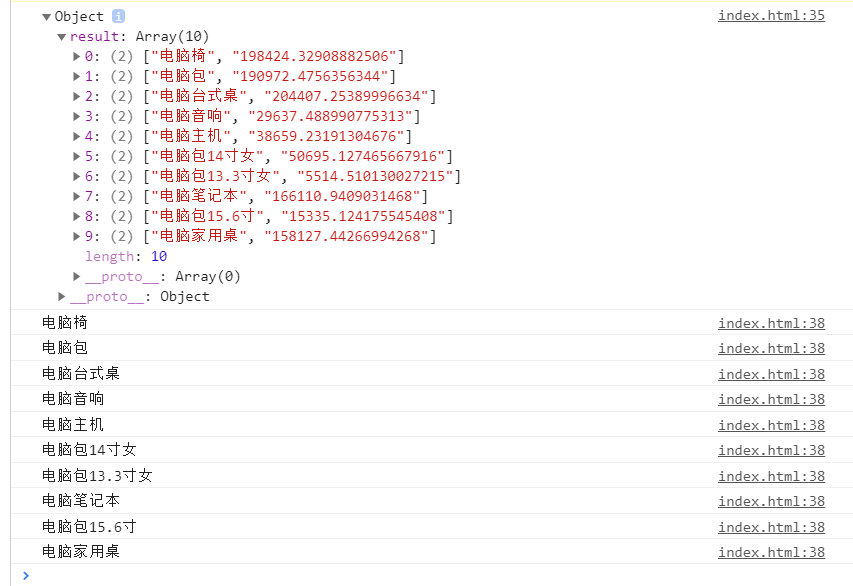 ▼Object i index.html:35
▼result: Array(10)
▶0: (2) ["电脑椅", "198424.32908882506"]
▶1: (2) ["电脑包", "190972.4756356344"]
▶2: (2) ["电脑台式桌", "204407.25389996634"]
▶3: (2) ["电脑音响", "29637.488990775313"]
▶4: (2) ["电脑主机", "38659.23191304676"]
▶5: (2) ["电脑包14寸女", "50695.127465667916"]
▶6: (2) ["电脑包13.3寸女", "5514.510130027215"]
▶7: (2) ["电脑笔记本", "166110.9409031468"]
▶8: (2) ["电脑包15.6寸", "15335.124175545408"]
▶9: (2) ["电脑家用桌", "158127.44266994268"]
length: 10
▶__proto__: Array(0)
▶__proto__: Object
电脑椅 index.html:38
电脑包 index.html:38
电脑台式桌 index.html:38
电脑音响 index.html:38
电脑主机 index.html:38
电脑包14寸女 index.html:38
电脑包13.3寸女 index.html:38
电脑笔记本 index.html:38
电脑包15.6寸 index.html:38
电脑家用桌 index.html:38
>